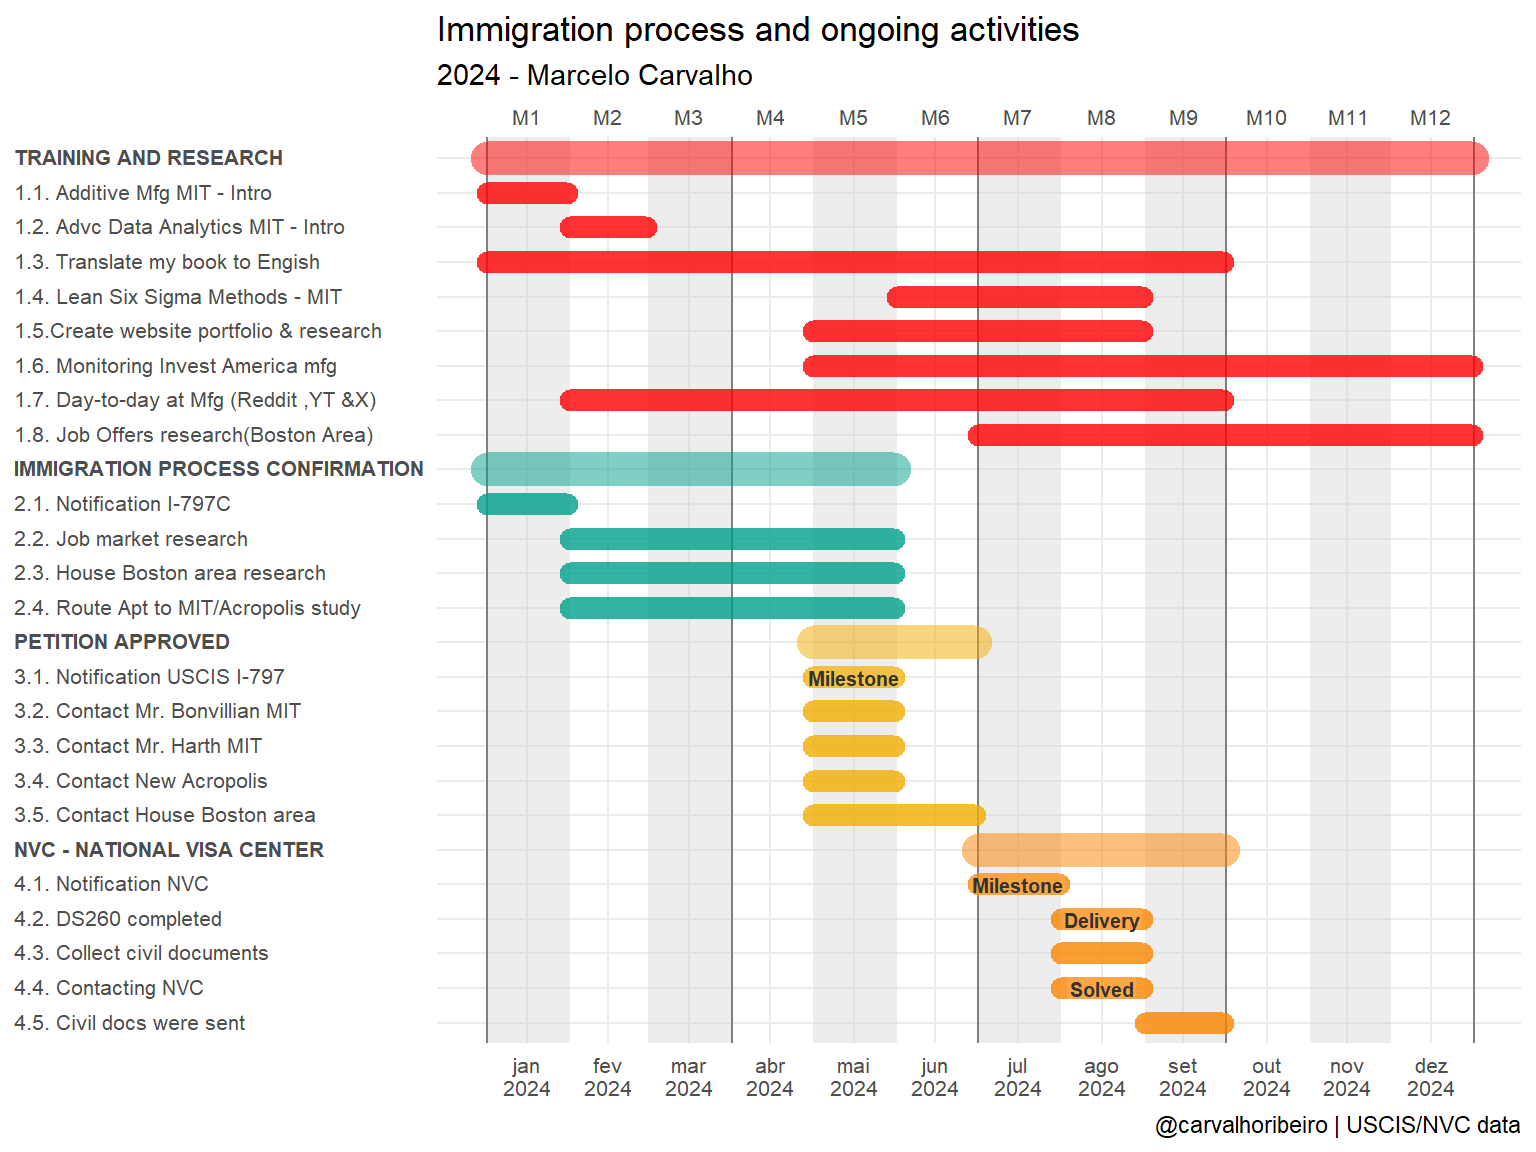 Immigration process and ongoing activities
2024 - Marcelo Carvalho
M1 M2 M3 M4 M5 M6 M7 M8 M9 M10 M11 M12
TRAINING AND RESEARCH
1.1. Additive Mfg MIT - Intro
1.2. Advc Data Analytics MIT - Intro
1.3. Translate my book to Engish
1.4. Lean Six Sigma Methods - MIT
1.5.Create website portfolio & research
1.6. Monitoring Invest America mfg
1.7. Day-to-day at Mfg (Reddit ,YT &X)
1.8. Job Offers research(Boston Area)
IMMIGRATION PROCESS CONFIRMATION
2.1. Notification I-797C
2.2. Job market research
2.3. House Boston area research
2.4. Route Apt to MIT/Acropolis study
PETITION APPROVED
3.1. Notification USCIS I-797 Milestone
3.2. Contact Mr. Bonvillian MIT
3.3. Contact Mr. Harth MIT
3.4. Contact New Acropolis
3.5. Contact House Boston area
NVC - NATIONAL VISA CENTER
4.1. Notification NVC Milestone
4.2. DS260 completed Delivery
4.3. Collect civil documents
4.4. Contacting NVC Solved
4.5. Civil docs were sent
jan fev mar abr mai jun jul ago set out nov dez
2024 2024 2024 2024 2024 2024 2024 2024 2024 2024 2024 2024
@carvalhoribeiro | USCIS/NVC data